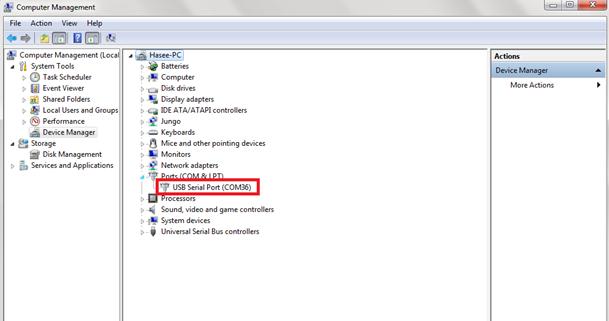 Computer Management
File Action View Help
Computer Management (Local
System Tools
Task Scheduler
Event Viewer
Shared Folders
Local Users and Groups
Performance
Device Manager
Storage
Disk Management
Services and Applications
Hasee-PC
Batteries
Computer
Disk drives
Display adapters
IDE ATA/ATAPI controllers
Jungo
Keyboards
Mice and other pointing devices
Monitors
Network adapters
Ports (COM & LPT)
USB Serial Port (COM36)
Processors
Sound, video and game controllers
System devices
Universal Serial Bus controllers
Actions
Device Manager
More Actions